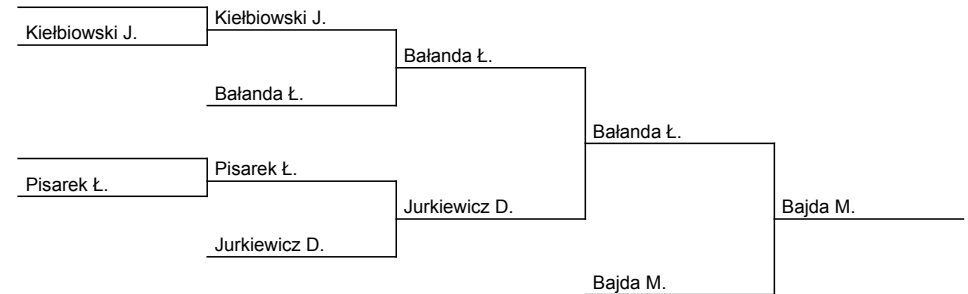 Kiełbiowski J.
Kiełbiowski J.
Bałanda Ł.
Bałanda Ł.
Bałanda Ł.
Pisarek Ł.
Pisarek Ł.
Jurkiewicz D.
Bajda M.
Jurkiewicz D.
Bajda M.